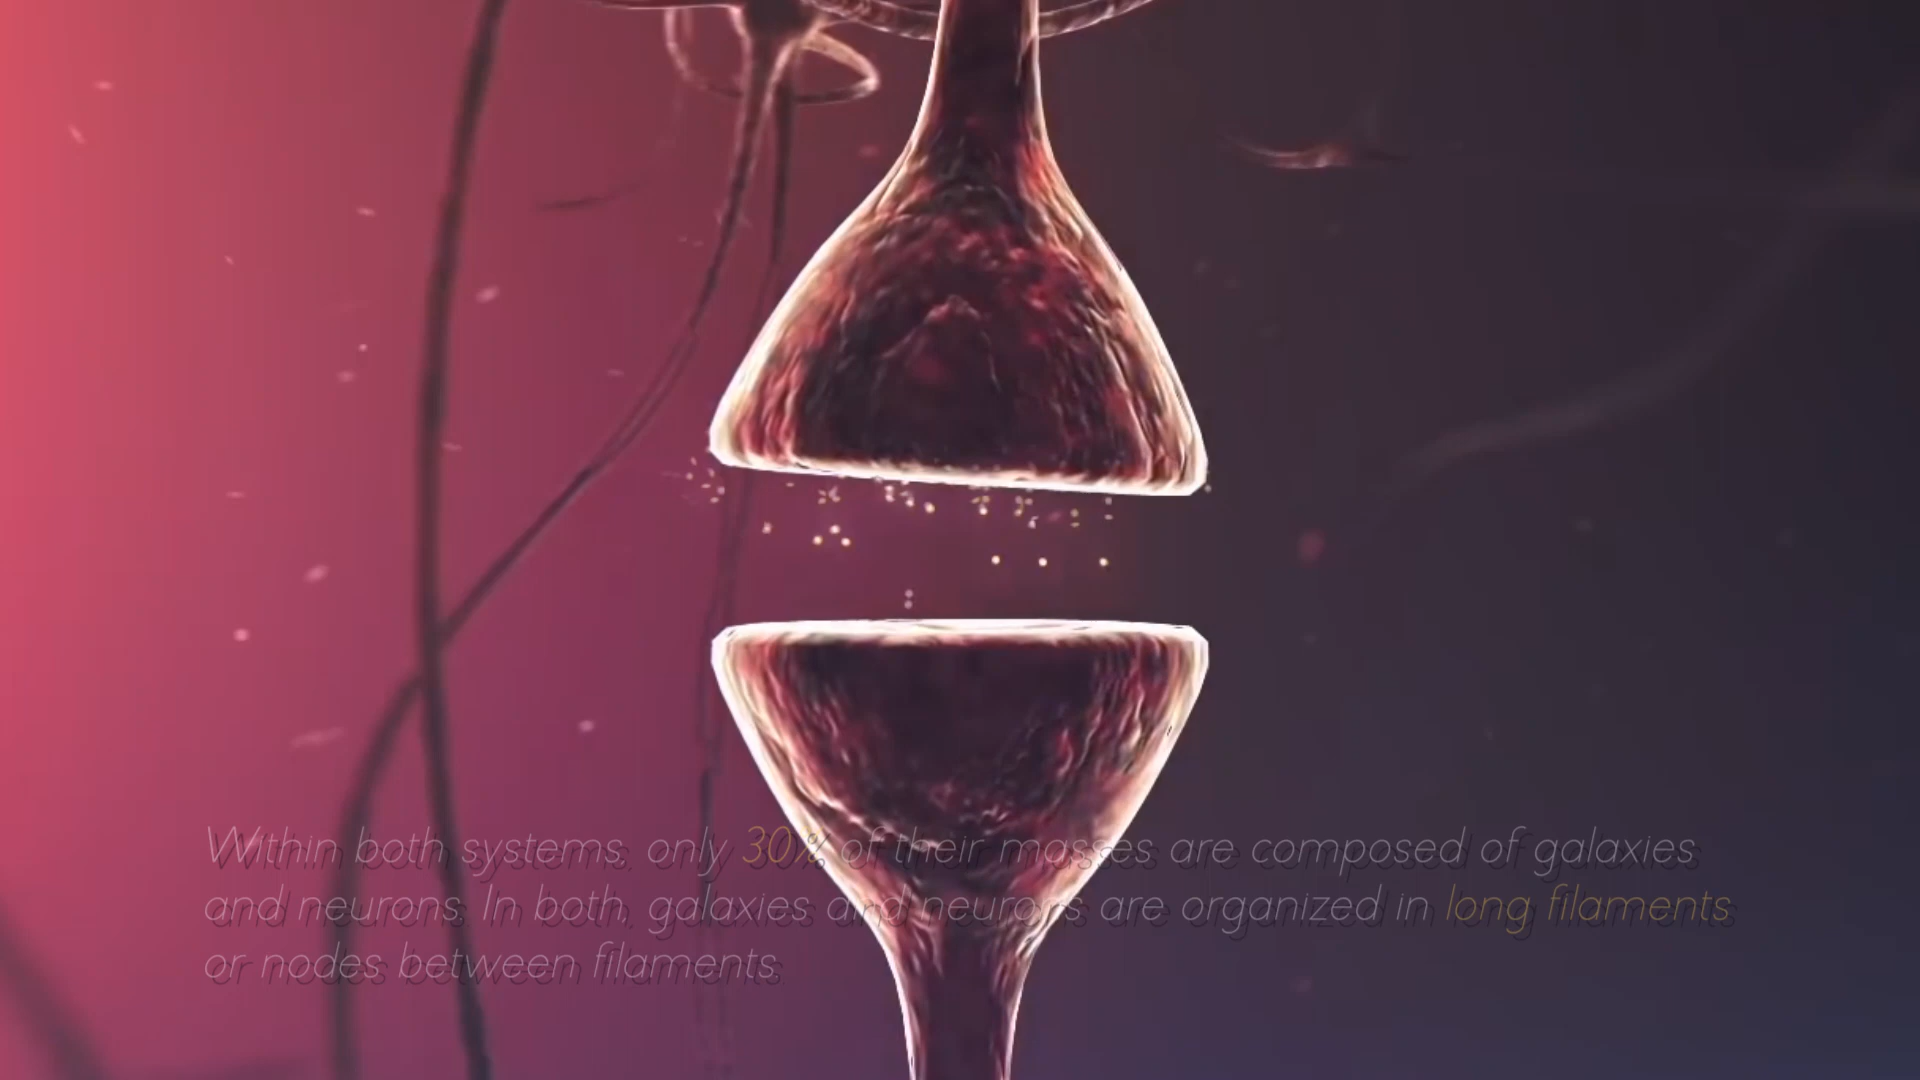 Within both systems, only 30% of their masses are composed of galaxies
and neurons. In both, galaxies and neurons are organized in long filaments
or nodes between filaments